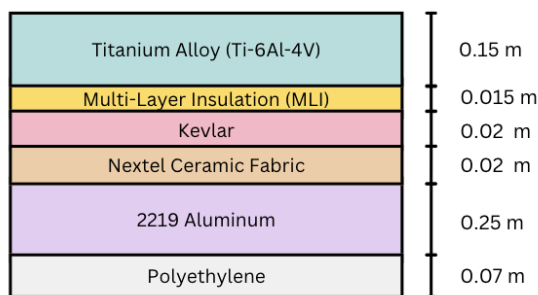 Titanium Alloy (Ti-6Al-4V) 0.15 m
Multi-Layer Insulation (MLI) 0.015 m
Kevlar 0.02 m
Nextel Ceramic Fabric 0.02 m
2219 Aluminum 0.25 m
Polyethylene 0.07 m